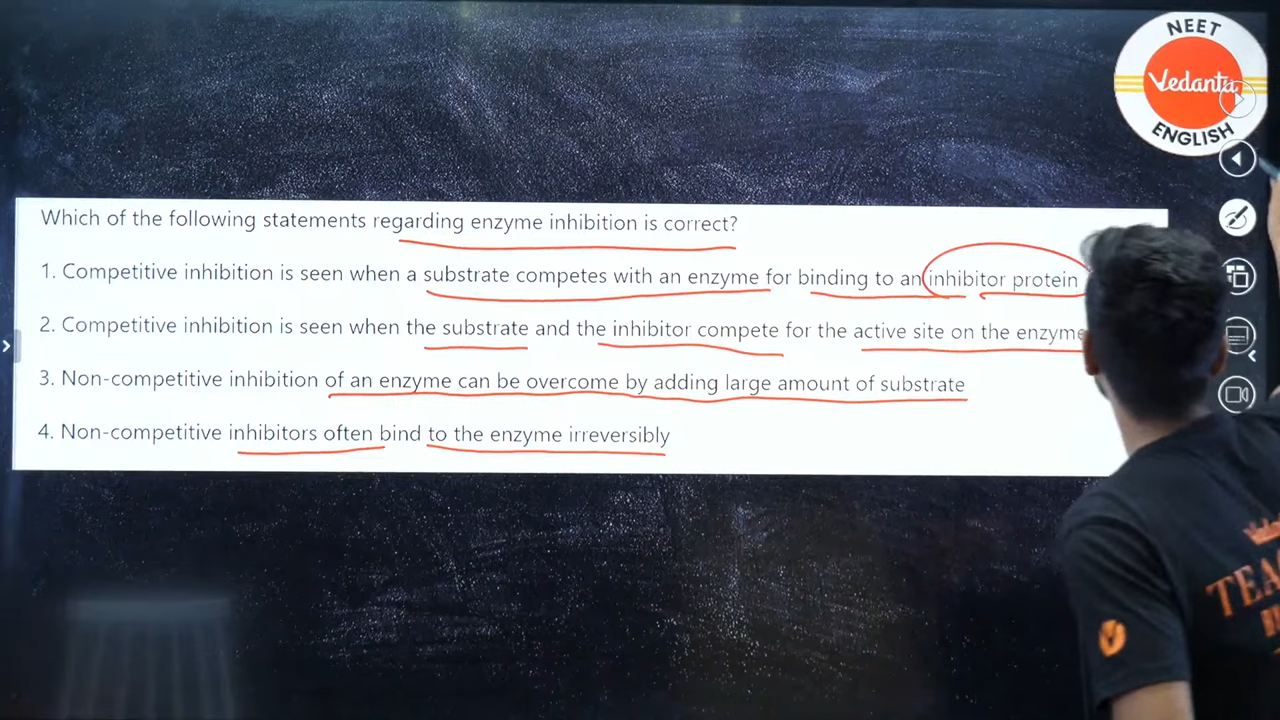 NEET
Vedantu
ENGLISH
Which of the following statements regarding enzyme inhibition is correct?
1. Competitive inhibition is seen when a substrate competes with an enzyme for binding to an inhibitor protein
2. Competitive inhibition is seen when the substrate and the inhibitor compete for the active site on the enzyme
3. Non-competitive inhibition of an enzyme can be overcome by adding large amount of substrate
4. Non-competitive inhibitors often bind to the enzyme irreversibly